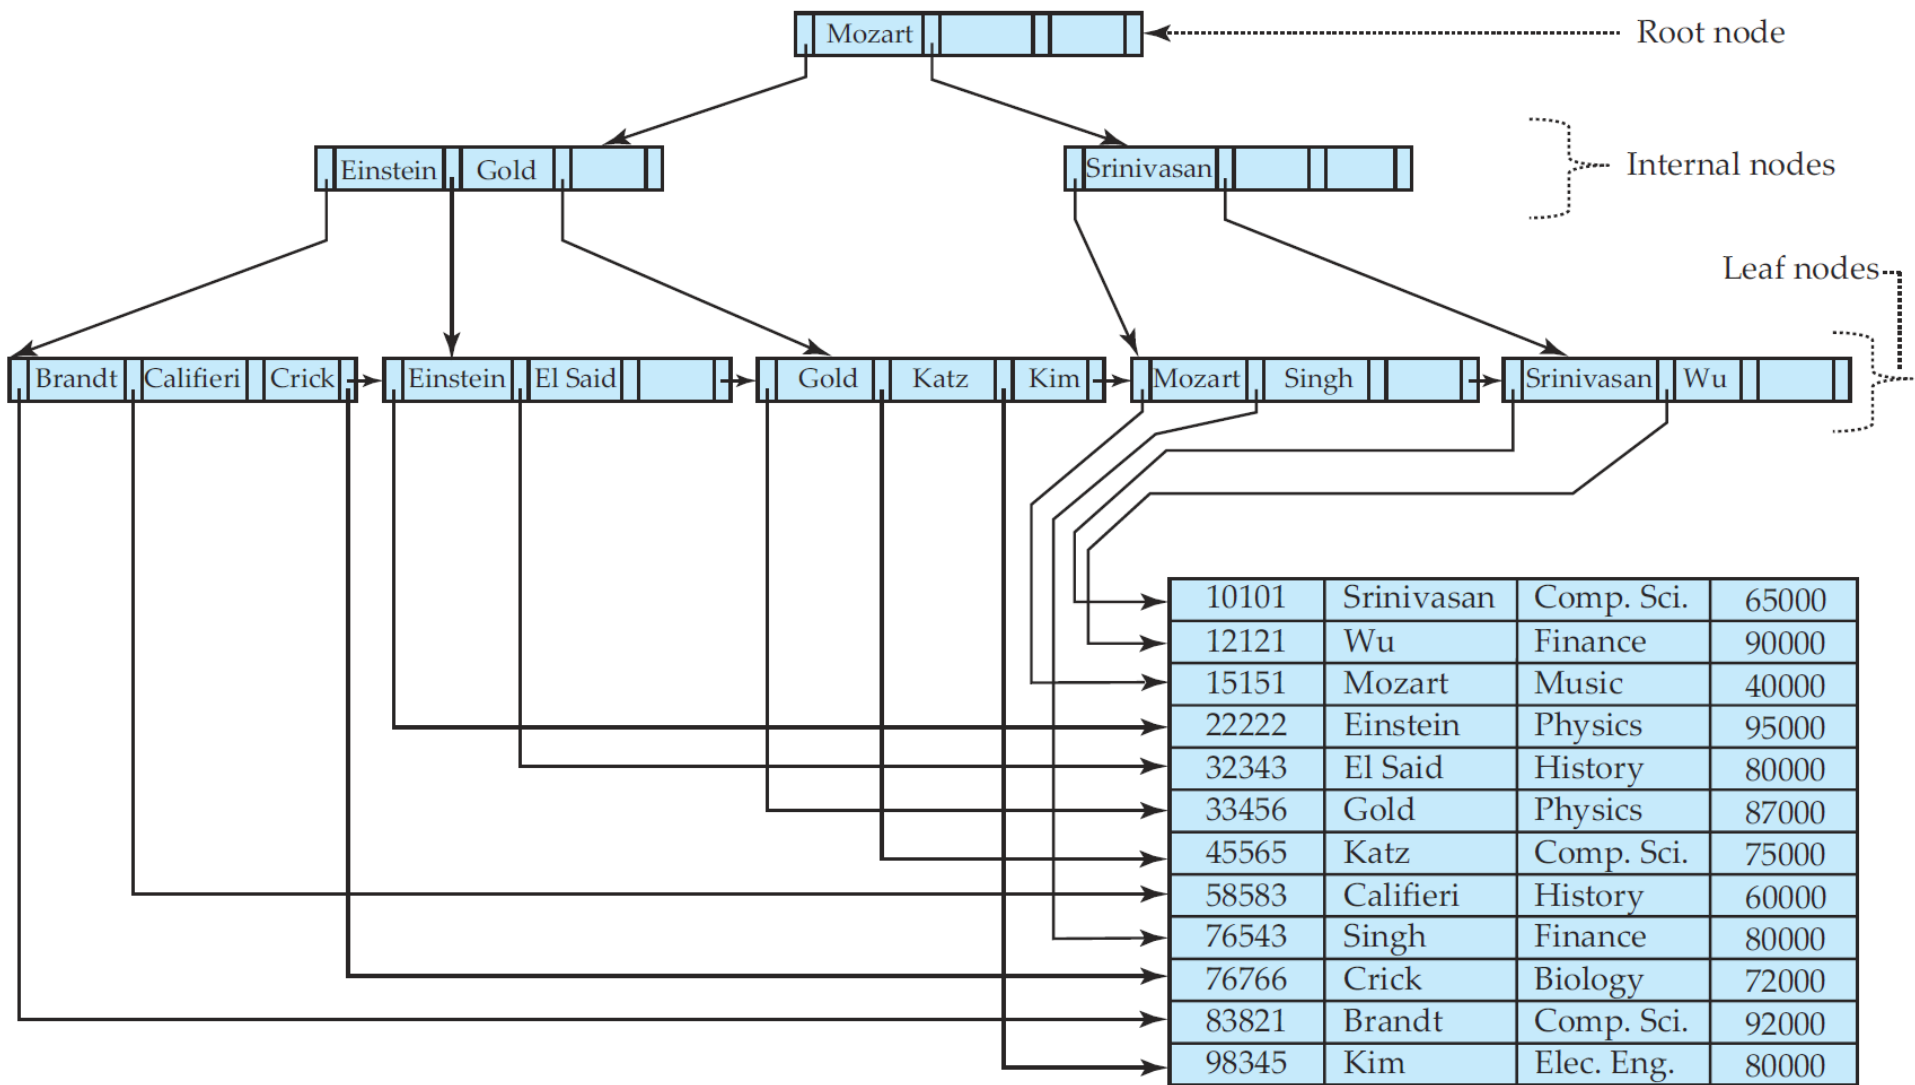 Mozart
Root node
Einstein Gold
Srinivasan
Internal nodes
Leaf nodes
Brandt Califieri Crick
Einstein El Said
Gold Katz Kim
Mozart Singh
Srinivasan Wu
10101 Srinivasan Comp. Sci. 65000
12121 Wu Finance 90000
15151 Mozart Music 40000
22222 Einstein Physics 95000
32343 El Said History 80000
33456 Gold Physics 87000
45565 Katz Comp. Sci. 75000
58583 Califieri History 60000
76543 Singh Finance 80000
76766 Crick Biology 72000
83821 Brandt Comp. Sci. 92000
98345 Kim Elec. Eng. 80000